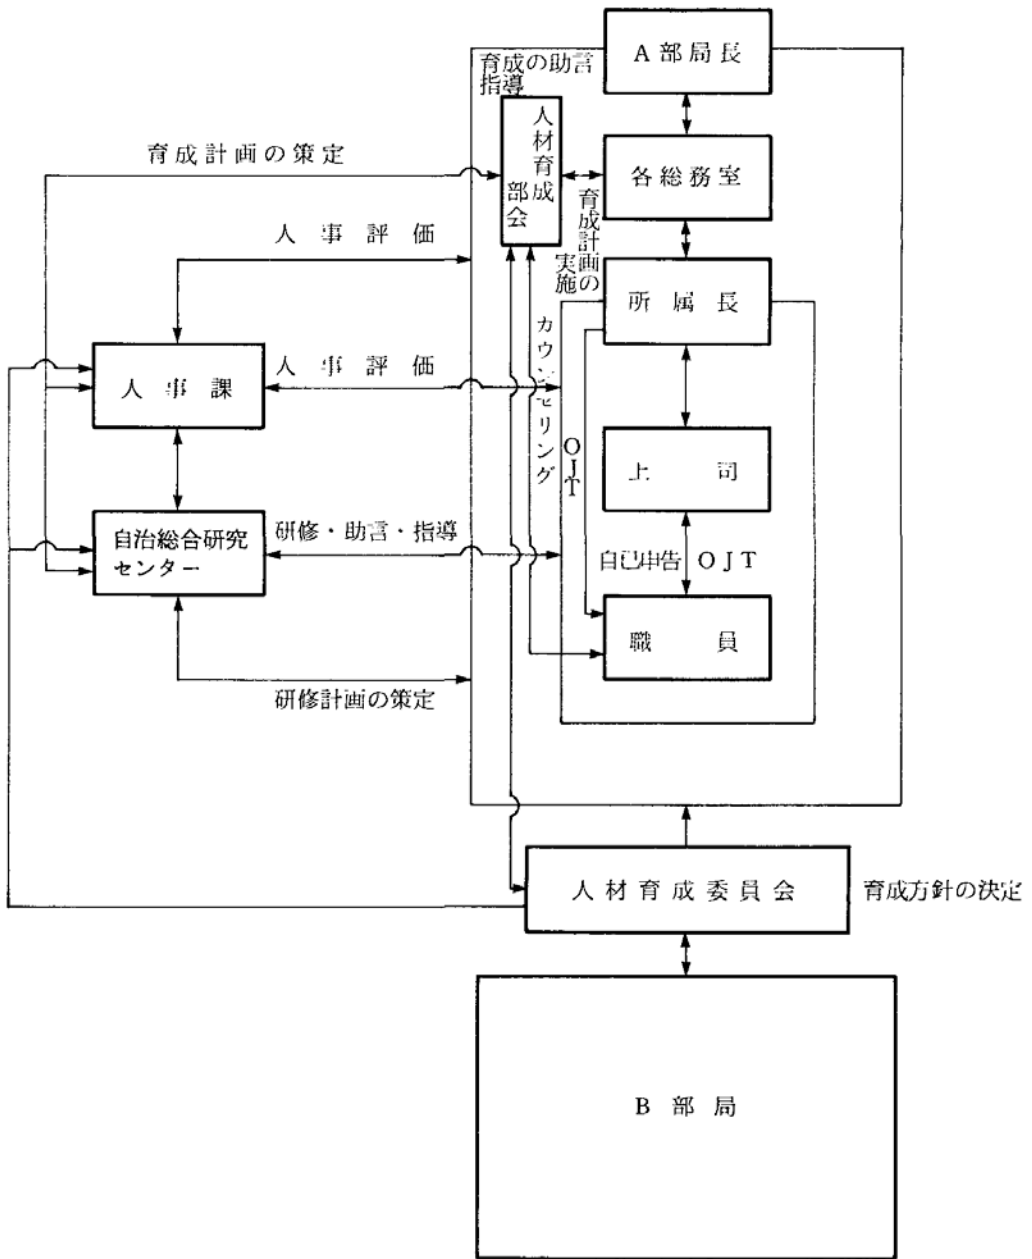 A部局長
育成の助言
指導
人材育成
部会
育成計画の策定
各総務室
育成計画の
実施
人事評価
所属長
カウンセリング
人事課
人事評価
OJT
上司
自治総合研究
センター
研修・助言・指導
自己申告 OJT
職員
研修計画の策定
人材育成委員会
育成方針の決定
B部局